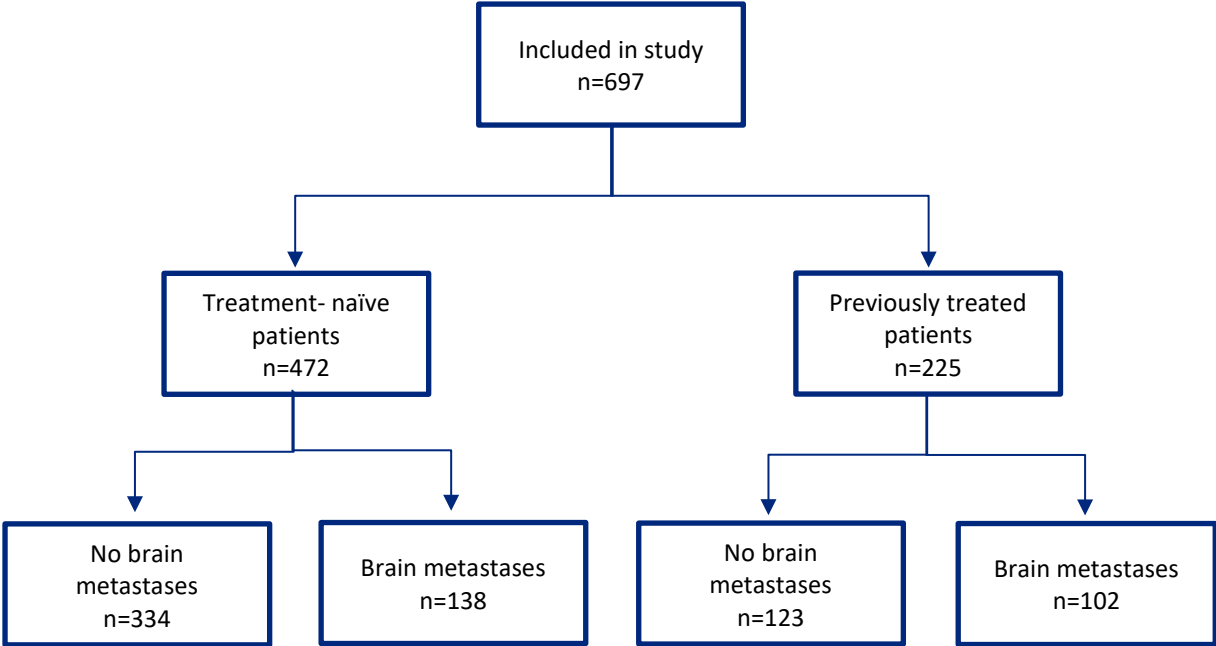 Included in study
n=697
Treatment- naïve
patients
n=472
Previously treated
patients
n=225
No brain
metastases
n=334
Brain metastases
n=138
No brain
metastases
n=123
Brain metastases
n=102